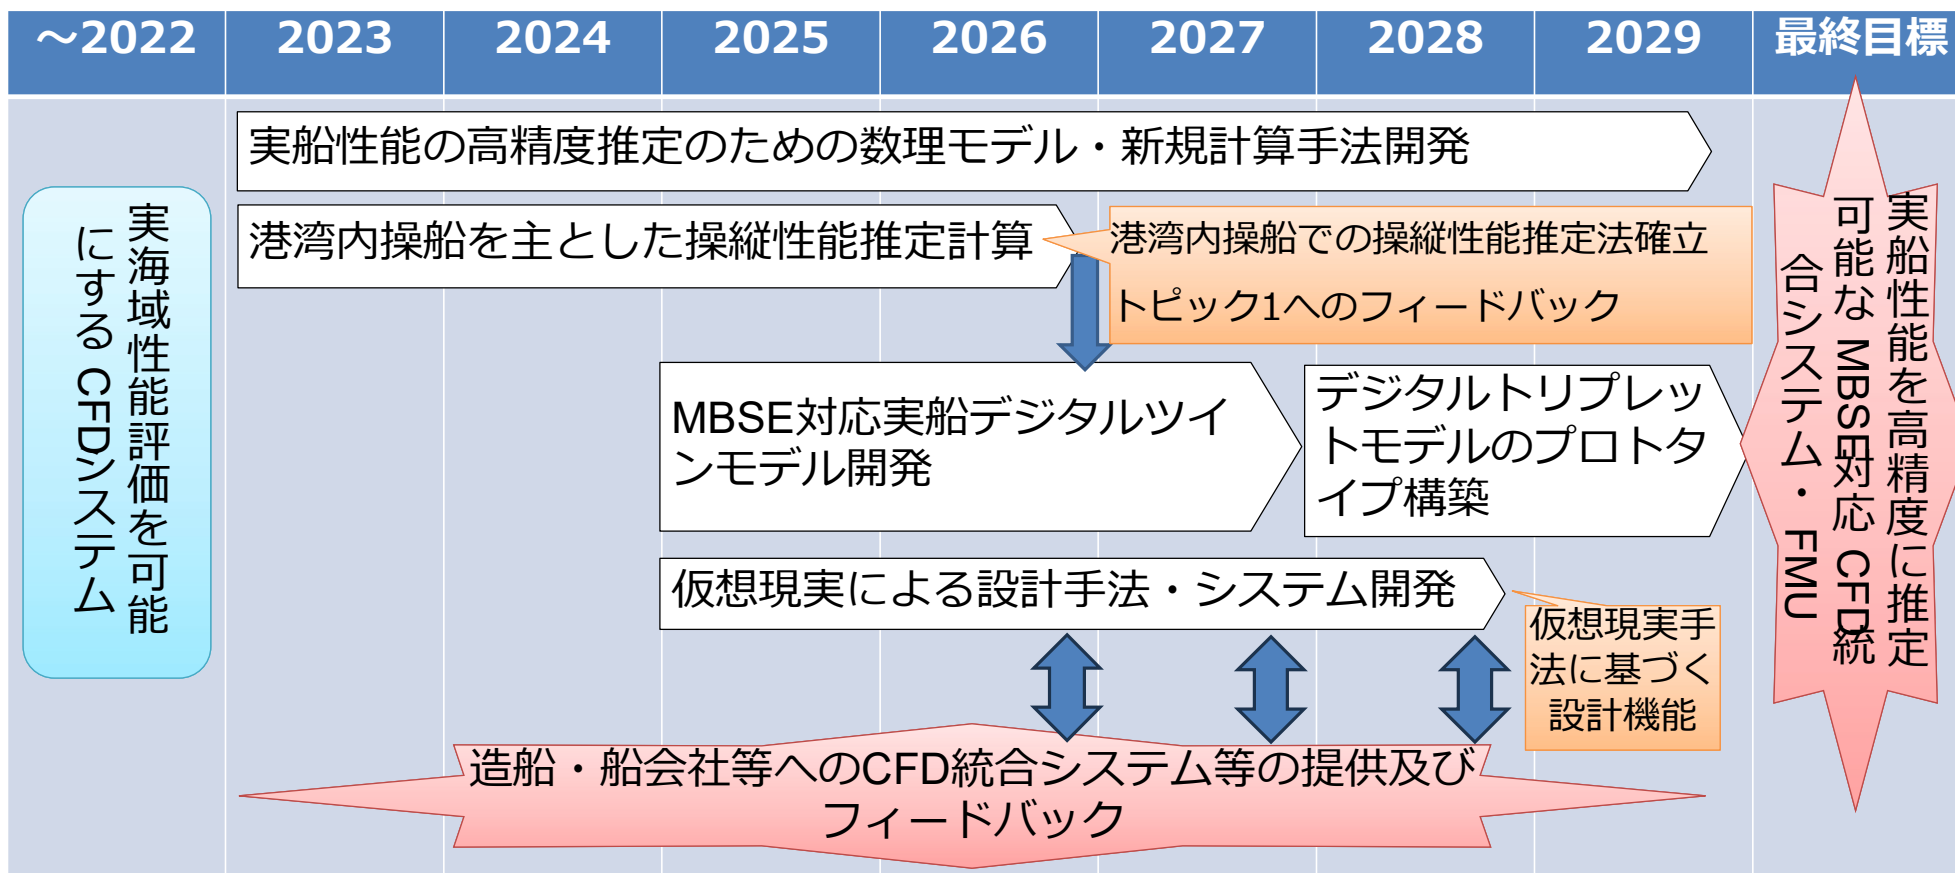 ～2022
2023
2024
2025
2026
2027
2028
2029
最終目標
実海域性能評価を可能
にする CFDシステム
実船性能の高精度推定のための数理モデル・新規計算手法開発
港湾内操船を主とした操縦性能推定計算
港湾内操船での操縦性能推定法確立
トピック1へのフィードバック
MBSE対応実船デジタルツイ
ンモデル開発
デジタルトリプレッ
トモデルのプロトタ
イプ構築
仮想現実による設計手法・システム開発
仮想現実手
法に基づく
設計機能
造船・船会社等へのCFD統合システム等の提供及び
フィードバック
実船性能を高精度に推定
可能な MBSE対応 CFD統
合システム・ FMU